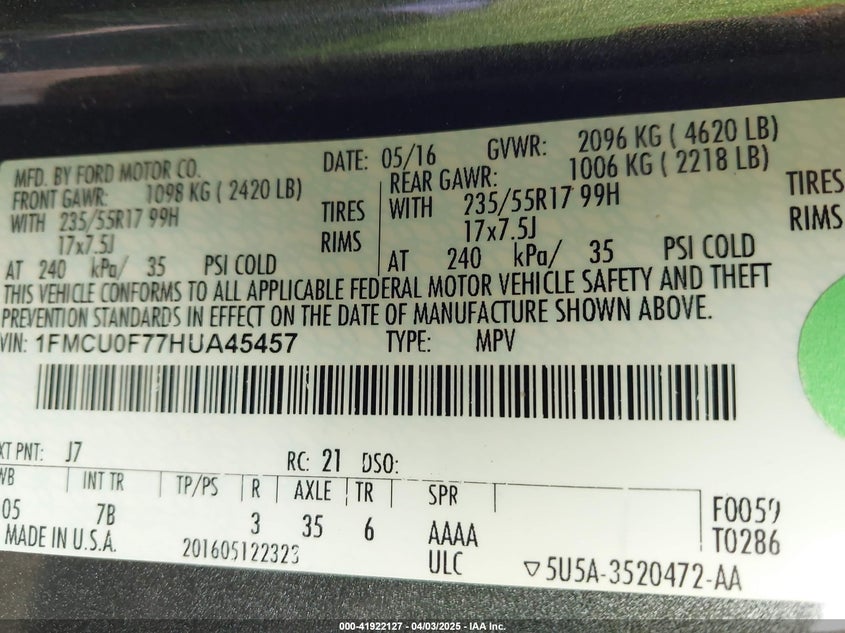 MFD. BY FORD MOTOR CO. DATE: 05/16 GVWR: 2096 KG ( 4620 LB)
FRONT GAWR: 1098 KG ( 2420 LB) REAR GAWR: 1006 KG ( 2218 LB)
WITH 235/55R17 99H TIRES WITH 235/55R17 99H TIRES
17x7.5J RIMS 17x7.5J RIMS
AT 240 kPa/ 35 PSI COLD AT 240 kPa/ 35 PSI COLD
THIS VEHICLE CONFORMS TO ALL APPLICABLE FEDERAL MOTOR VEHICLE SAFETY AND THEFT
PREVENTION STANDARDS IN EFFECT ON THE DATE OF MANUFACTURE SHOWN ABOVE.
VIN: 1FMCU0F77HUA45457 TYPE: MPV
XT PNT: J7 RC: 21 DSO:
WB INT TR TP/PS R AXLE TR SPR
05 7B 3 35 6 AAAA F0059
MADE IN U.S.A. 201605122323 ULC T0286
▽5U5A-3520472-AA
000-41922127 - 04/03/2025 - IAA Inc.